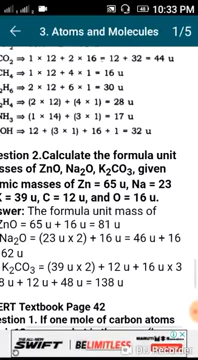 10:33 PM
3. Atoms and Molecules 1/5
CO₂ ⇒ 1 × 12 + 2 × 16 = 12 + 32 = 44 u
CH₄ ⇒ 1 × 12 + 4 × 1 = 16 u
H₆ ⇒ 2 × 12 + 6 × 1 = 30 u
H₄ ⇒ (2 × 12) + (4 × 1) = 28 u
NH₃ ⇒ (1 × 14) + (3 × 1) = 17 u
OH ⇒ 12 + (3 × 1) + 16 + 1 = 32 u
estion 2.Calculate the formula unit
sses of ZnO, Na₂O, K₂CO₃, given
mic masses of Zn = 65 u, Na = 23
= 39 u, C = 12 u, and O = 16 u.
swer: The formula unit mass of
ZnO = 65 u + 16 u = 81 u
Na₂O = (23 u x 2) + 16 u = 46 u + 16
62 u
K₂CO₃ = (39 u x 2) + 12 u + 16 u x 3
8 u + 12 u + 48 u = 138 u
ERT Textbook Page 42
estion 1. If one mole of carbon atoms
THE ALL-NEW
SWIFT BE LIMITLESS